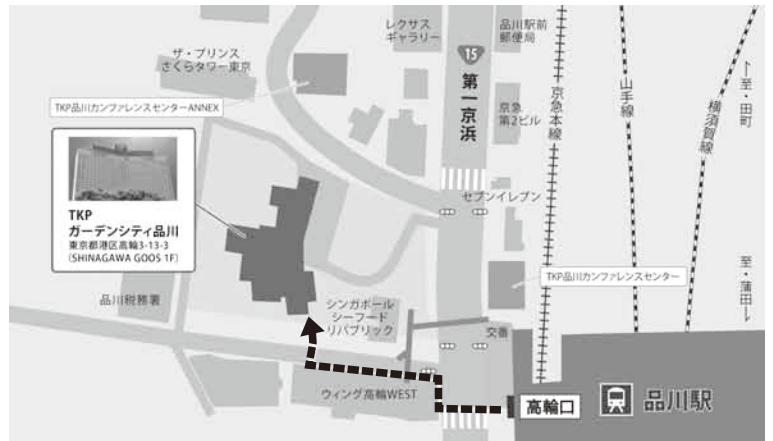 レクサス
ギャラリー
品川駅前
郵便局
ザ・プリンス
さくらタワー東京
15
第一京浜
京急本線
山手線
横須賀線
至・田町
TKP品川カンファレンスセンターANNEX
京急
第2ビル
TKP
ガーデンシティ品川
東京都港区高輪3-13-3
(SHINAGAWA GOOS 1F)
セブンイレブン
TKP品川カンファレンスセンター
至・蒲田
品川税務署
シンガポール
シーフード
リパブリック
交番
ウィング高輪WEST
高輪口
品川駅